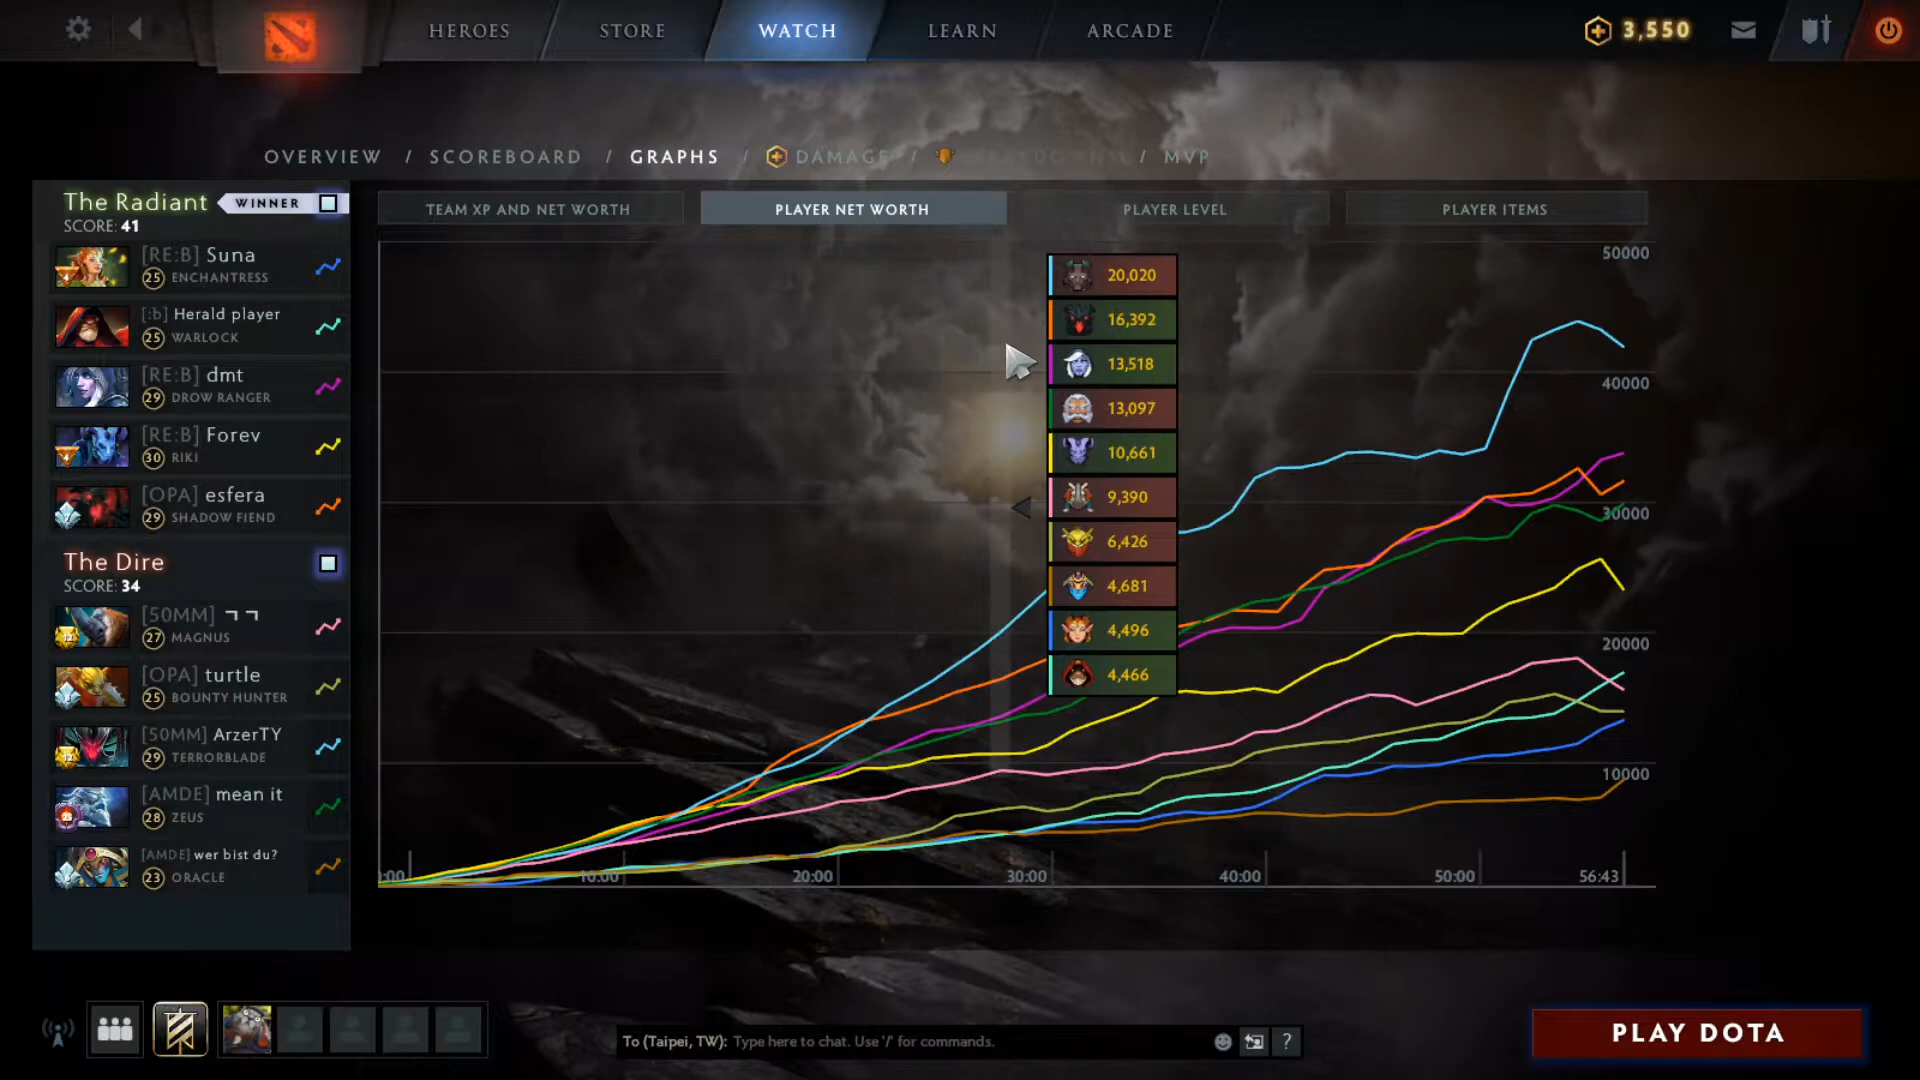 HEROES
STORE
WATCH
LEARN
ARCADE
3,550
OVERVIEW / SCOREBOARD / GRAPHS / DAMAGE / / MVP
The Radiant WINNER
SCORE: 41
[RE:B] Suna
25 ENCHANTRESS
[:b] Herald player
25 WARLOCK
[RE:B] dmt
29 DROW RANGER
[RE:B] Forev
30 RIKI
[OPA] esfera
29 SHADOW FIEND
The Dire
SCORE: 34
[50MM] ㄱㄱ
27 MAGNUS
[OPA] turtle
25 BOUNTY HUNTER
[50MM] ArzerTY
29 TERRORBLADE
[AMDE] mean it
28 ZEUS
[AMDE] wer bist du?
23 ORACLE
TEAM XP AND NET WORTH
PLAYER NET WORTH
PLAYER LEVEL
PLAYER ITEMS
20,020
16,392
13,518
13,097
10,661
9,390
6,426
4,681
4,496
4,466
50000
40000
30000
20000
10000
:00
10:00
20:00
30:00
40:00
50:00
56:43
To (Taipei, TW): Type here to chat. Use '/' for commands.
?
PLAY DOTA